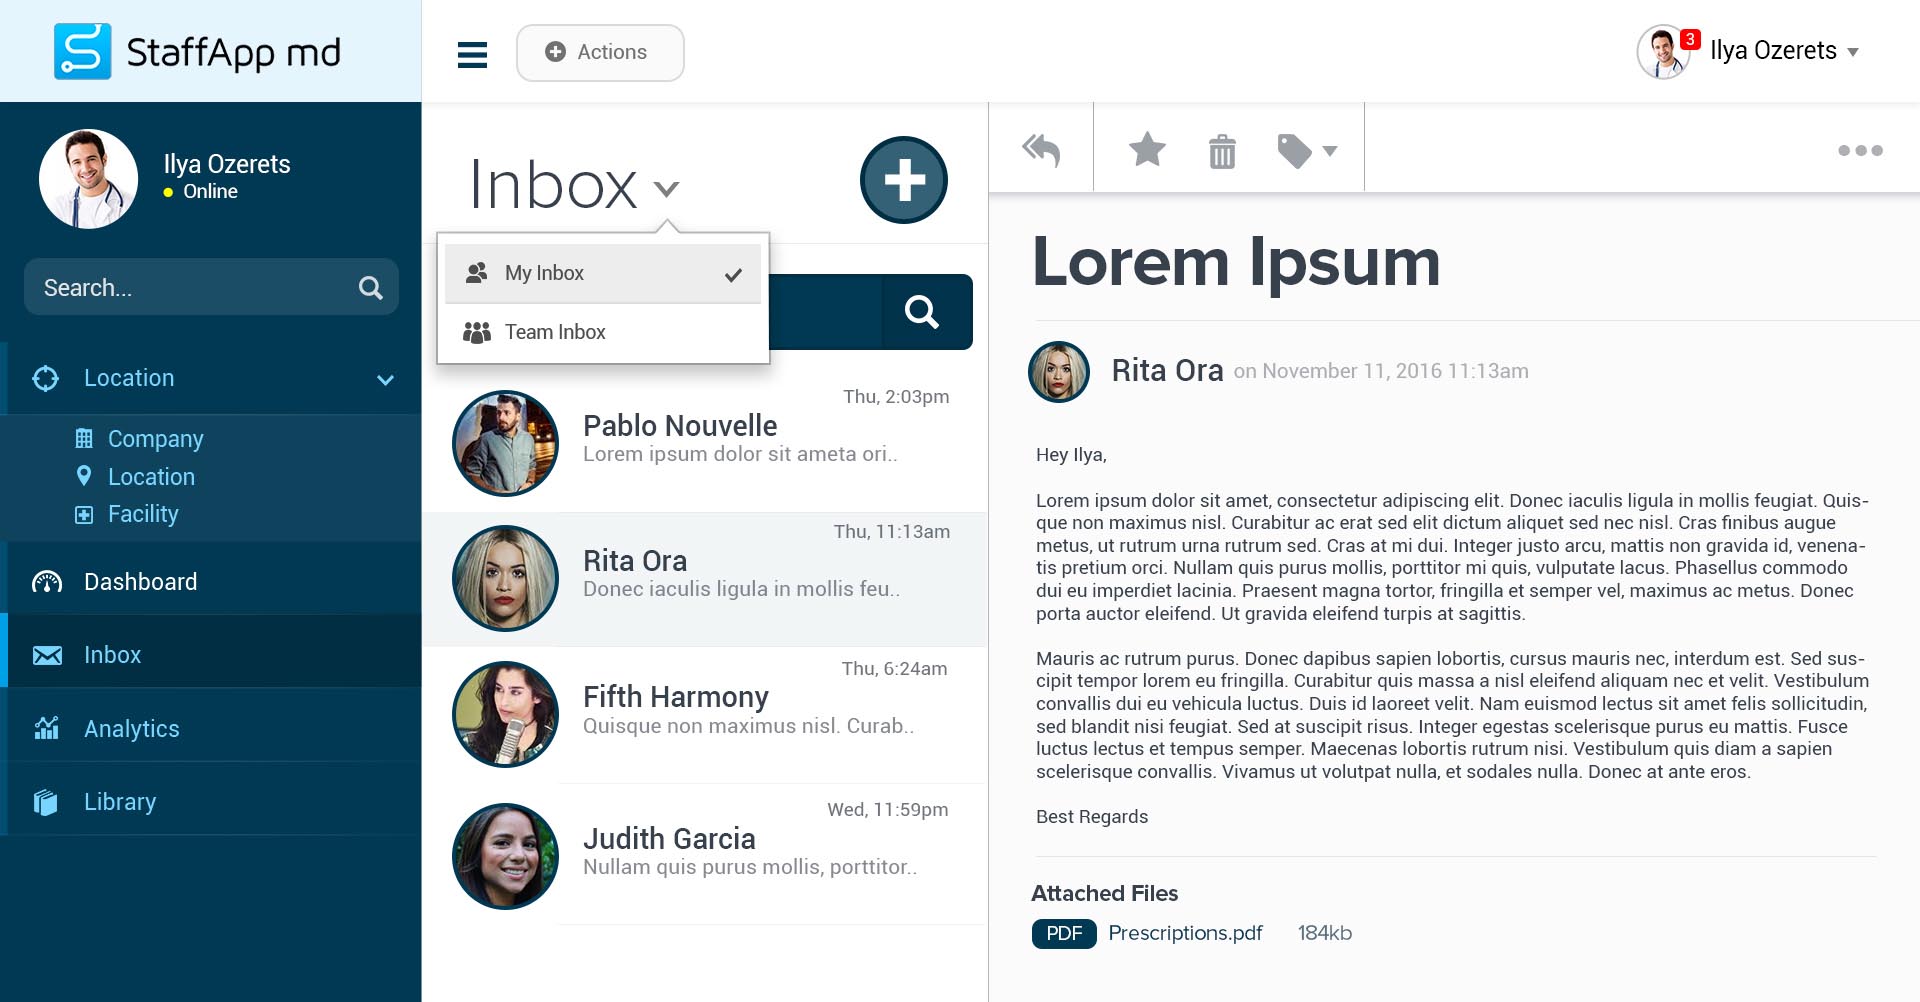 StaffApp md
Actions
3
Ilya Ozerets
Ilya Ozerets
Online
Search...
Location
Company
Location
Facility
Dashboard
Inbox
Analytics
Library
Inbox
My Inbox
Team Inbox
Thu, 2:03pm
Pablo Nouvelle
Lorem ipsum dolor sit ameta ori..
Thu, 11:13am
Rita Ora
Donec iaculis ligula in mollis feu..
Thu, 6:24am
Fifth Harmony
Quisque non maximus nisl. Curab..
Wed, 11:59pm
Judith Garcia
Nullam quis purus mollis, porttitor..
Lorem Ipsum
Rita Ora on November 11, 2016 11:13am
Hey Ilya,
Lorem ipsum dolor sit amet, consectetur adipiscing elit. Donec iaculis ligula in mollis feugiat. Quis-
que non maximus nisl. Curabitur ac erat sed elit dictum aliquet sed nec nisl. Cras finibus augue
metus, ut rutrum urna rutrum sed. Cras at mi dui. Integer justo arcu, mattis non gravida id, venena-
tis pretium orci. Nullam quis purus mollis, porttitor mi quis, vulputate lacus. Phasellus commodo
dui eu imperdiet lacinia. Praesent magna tortor, fringilla et semper vel, maximus ac metus. Donec
porta auctor eleifend. Ut gravida eleifend turpis at sagittis.
Mauris ac rutrum purus. Donec dapibus sapien lobortis, cursus mauris nec, interdum est. Sed sus-
cipit tempor lorem eu fringilla. Curabitur quis massa a nisl eleifend aliquam nec et velit. Vestibulum
convallis dui eu vehicula luctus. Duis id laoreet velit. Nam euismod lectus sit amet felis sollicitudin,
sed blandit nisi feugiat. Sed at suscipit risus. Integer egestas scelerisque purus eu mattis. Fusce
luctus lectus et tempus semper. Maecenas lobortis rutrum nisi. Vestibulum quis diam a sapien
scelerisque convallis. Vivamus ut volutpat nulla, et sodales nulla. Donec at ante eros.
Best Regards
Attached Files
PDF Prescriptions.pdf 184kb